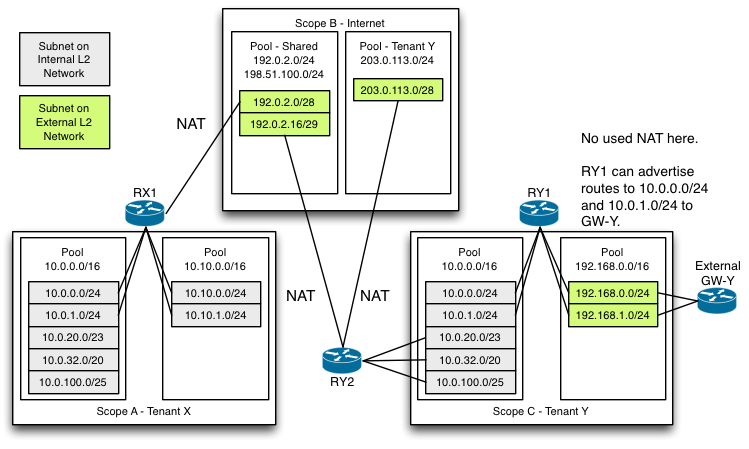 Scope B - Internet
Subnet on
Internal L2
Network
Subnet on
External L2
Network
Pool - Shared
192.0.2.0/24
198.51.100.0/24
192.0.2.0/28
192.0.2.16/29
Pool - Tenant Y
203.0.113.0/24
203.0.113.0/28
NAT
No used NAT here.
RY1 can advertise
routes to 10.0.0.0/24
and 10.0.1.0/24 to
GW-Y.
RX1
RY1
Pool
10.0.0.0/16
10.0.0.0/24
10.0.1.0/24
10.0.20.0/23
10.0.32.0/20
10.0.100.0/25
Pool
10.10.0.0/16
10.10.0.0/24
10.10.1.0/24
Scope A - Tenant X
NAT
NAT
RY2
Pool
10.0.0.0/16
10.0.0.0/24
10.0.1.0/24
10.0.20.0/23
10.0.32.0/20
10.0.100.0/25
Pool
192.168.0.0/16
192.168.0.0/24
192.168.1.0/24
Scope C - Tenant Y
External
GW-Y